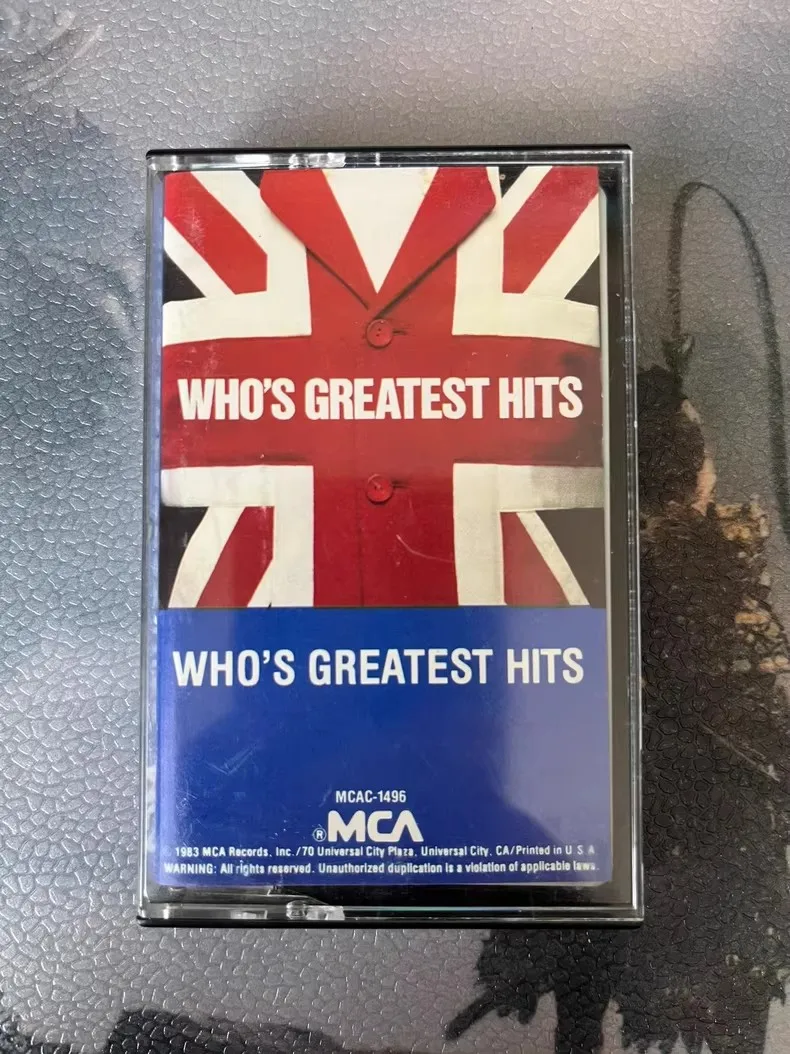 WHO'S GREATEST HITS
WHO'S GREATEST HITS
MCAC-1496
® MCA
1983 MCA Records, Inc./70 Universal City Plaza, Universal City, CA/Printed in U S A
WARNING: All rights reserved. Unauthorized duplication is a violation of applicable laws.